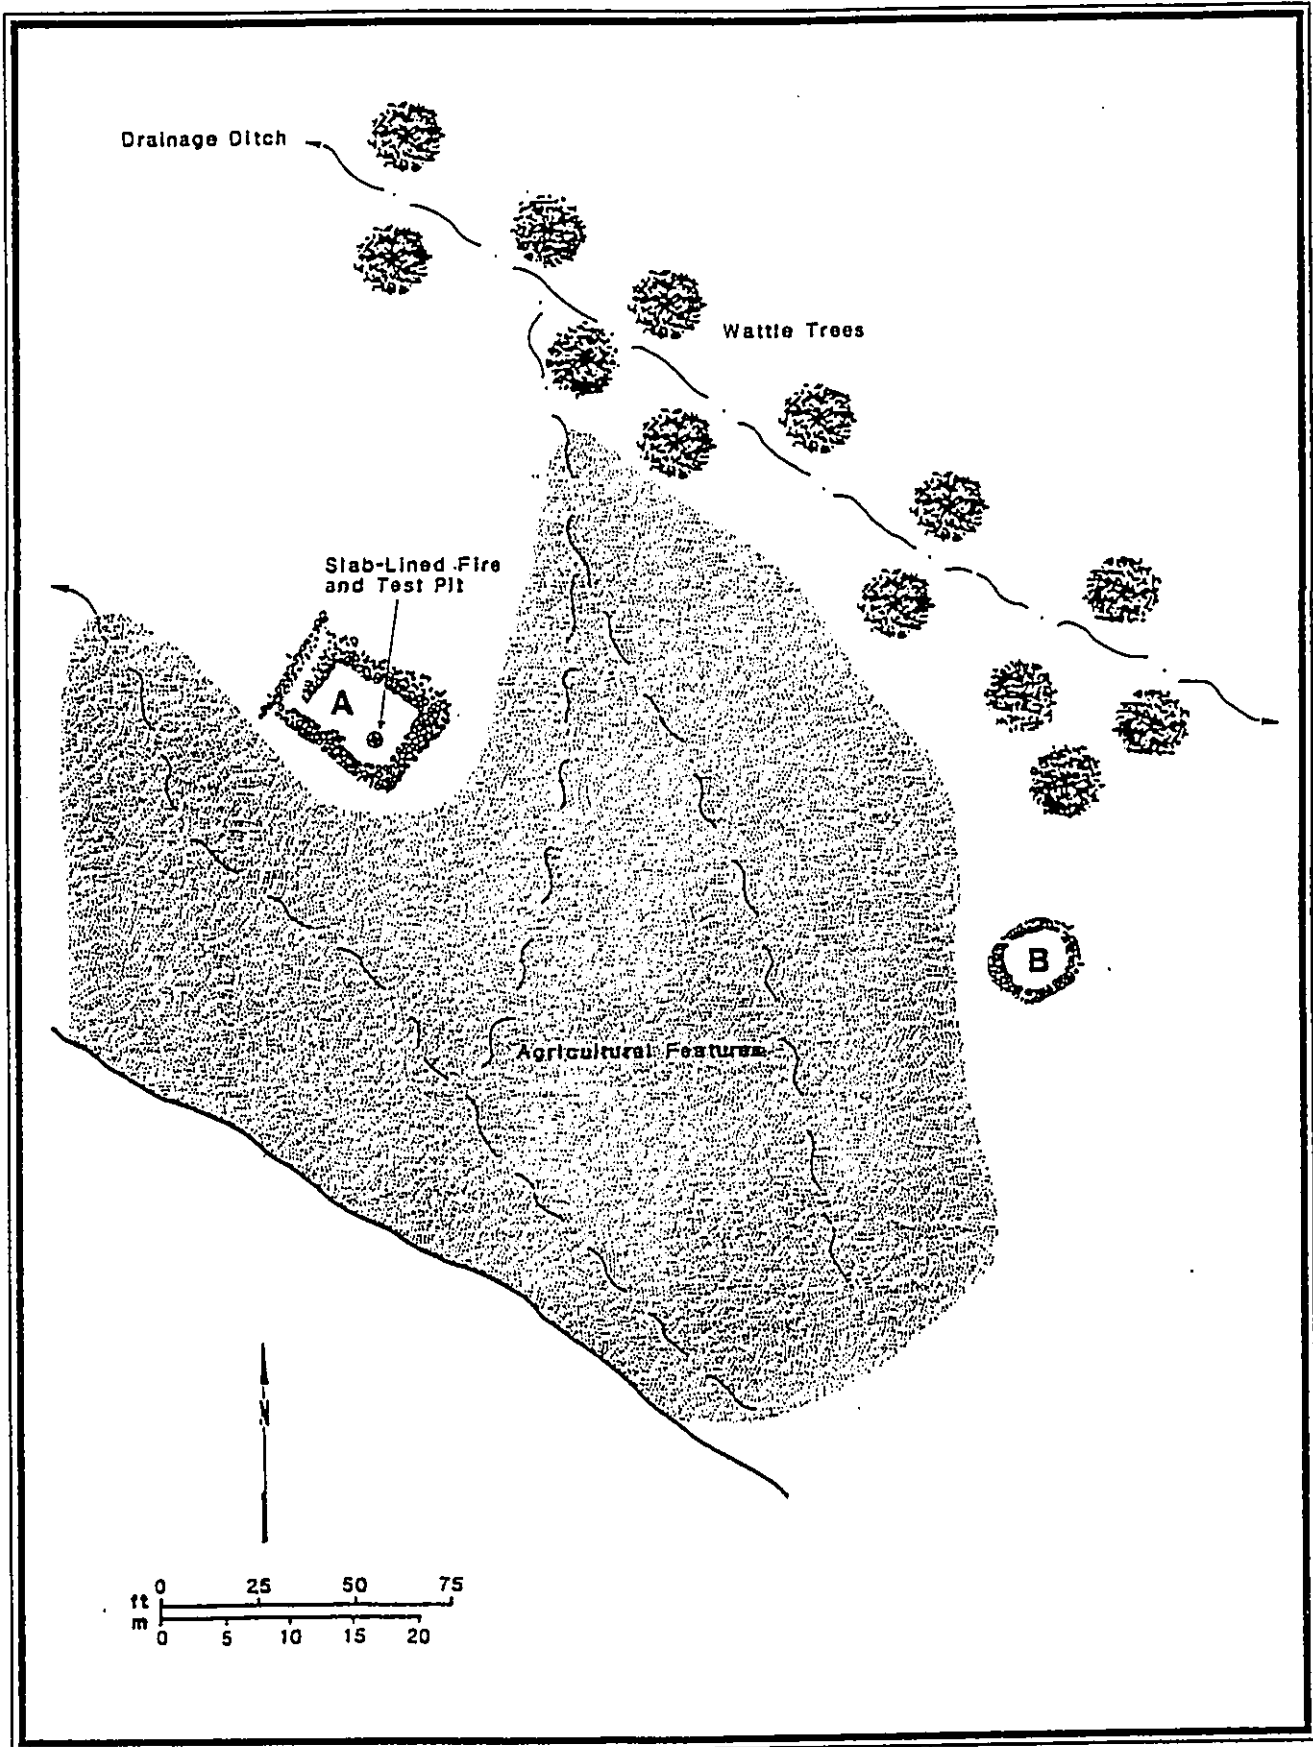 Drainage Ditch
Wattle Trees
Slab-Lined Fire
and Test Pit
A
B
Agricultural Features
0 25 50 75
ft
m
0 5 10 15 20